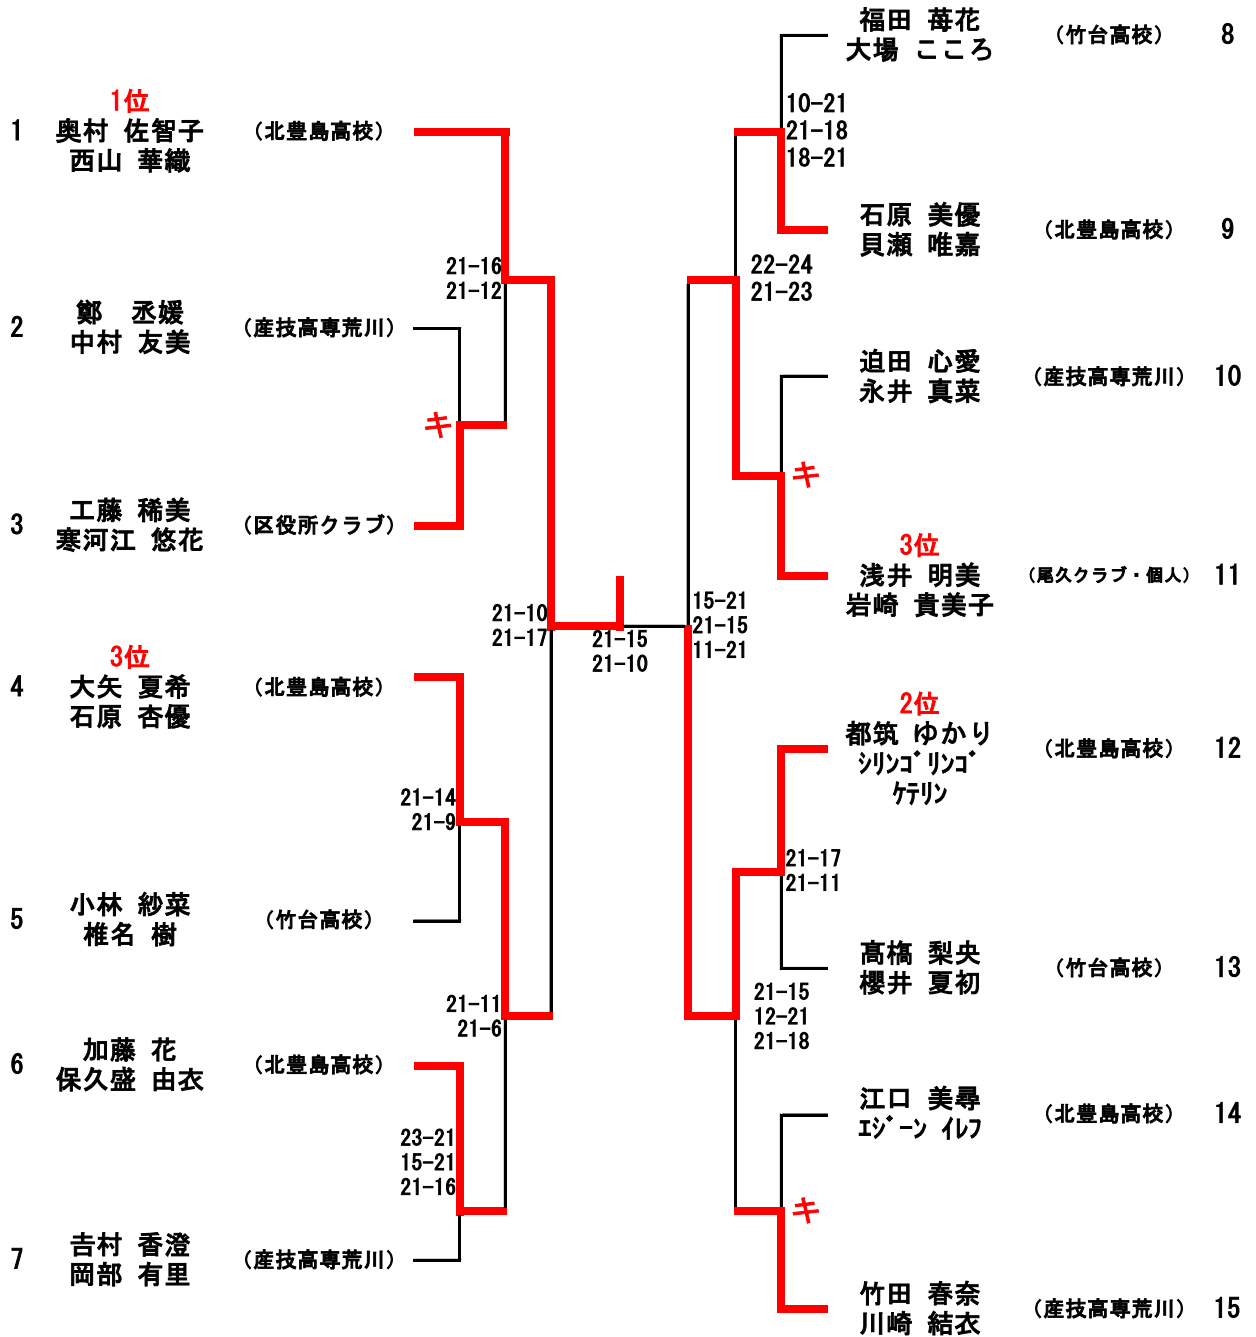 1位
1 奥村 佐智子 (北豊島高校)
西山 華織
21-16
21-12
2 鄭 丞媛 (産技高専荒川)
中村 友美
キ
3 工藤 稀美 (区役所クラブ)
寒河江 悠花
21-10
21-17
3位
4 大矢 夏希 (北豊島高校)
石原 杏優
21-14
21-9
5 小林 紗菜 (竹台高校)
椎名 樹
21-11
21-6
6 加藤 花 (北豊島高校)
保久盛 由衣
23-21
15-21
21-16
7 吉村 香澄 (産技高専荒川)
岡部 有里
21-15
21-10
福田 苺花 (竹台高校) 8
大場 こころ
10-21
21-18
18-21
石原 美優 (北豊島高校) 9
貝瀬 唯嘉
22-24
21-23
迫田 心愛 (産技高専荒川) 10
永井 真菜
キ
3位
浅井 明美 (尾久クラブ・個人) 11
岩崎 貴美子
15-21
21-15
11-21
2位
都筑 ゆかり (北豊島高校) 12
ｼﾘﾝｺﾞﾘﾝｺﾞ
ｹﾃﾘﾝ
21-17
21-11
髙橋 梨央 (竹台高校) 13
櫻井 夏初
21-15
12-21
21-18
江口 美尋 (北豊島高校) 14
ｴｼﾞｰﾝ ｲﾚﾌ
キ
竹田 春奈 (産技高専荒川) 15
川崎 結衣